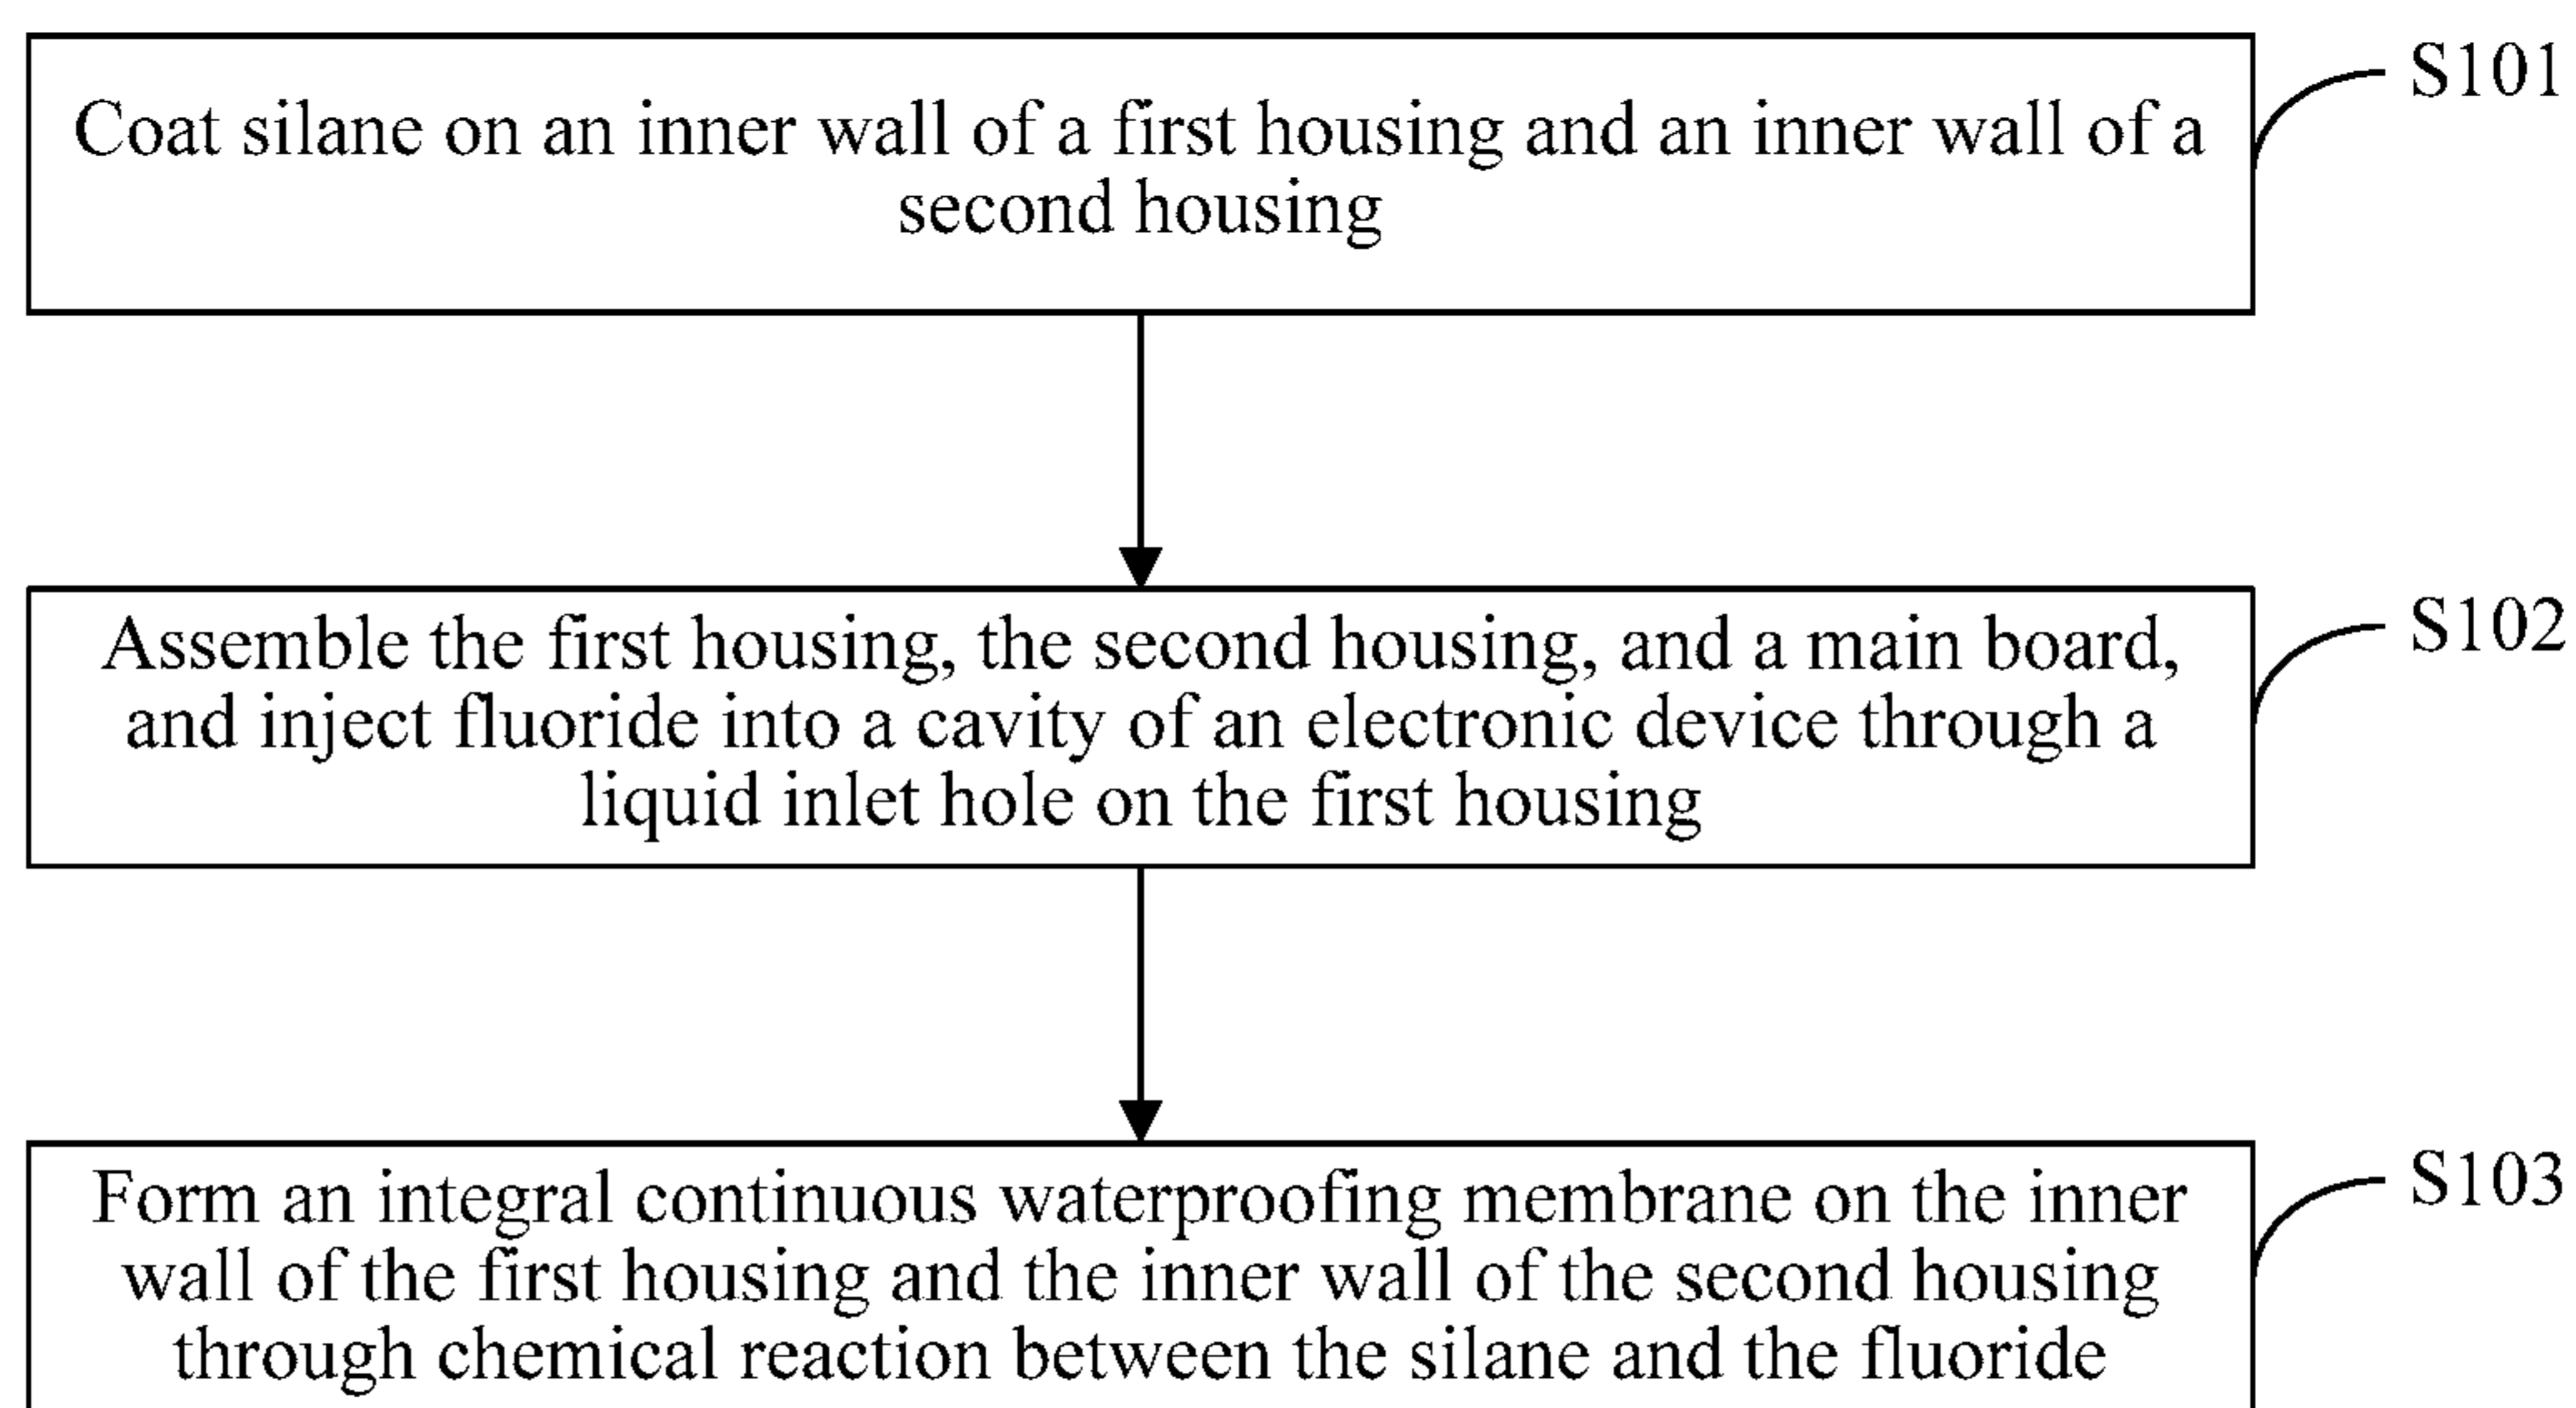 Coat silane on an inner wall of a first housing and an inner wall of a
second housing
S101
Assemble the first housing, the second housing, and a main board,
and inject fluoride into a cavity of an electronic device through a
liquid inlet hole on the first housing
S102
Form an integral continuous waterproofing membrane on the inner
wall of the first housing and the inner wall of the second housing
through chemical reaction between the silane and the fluoride
S103